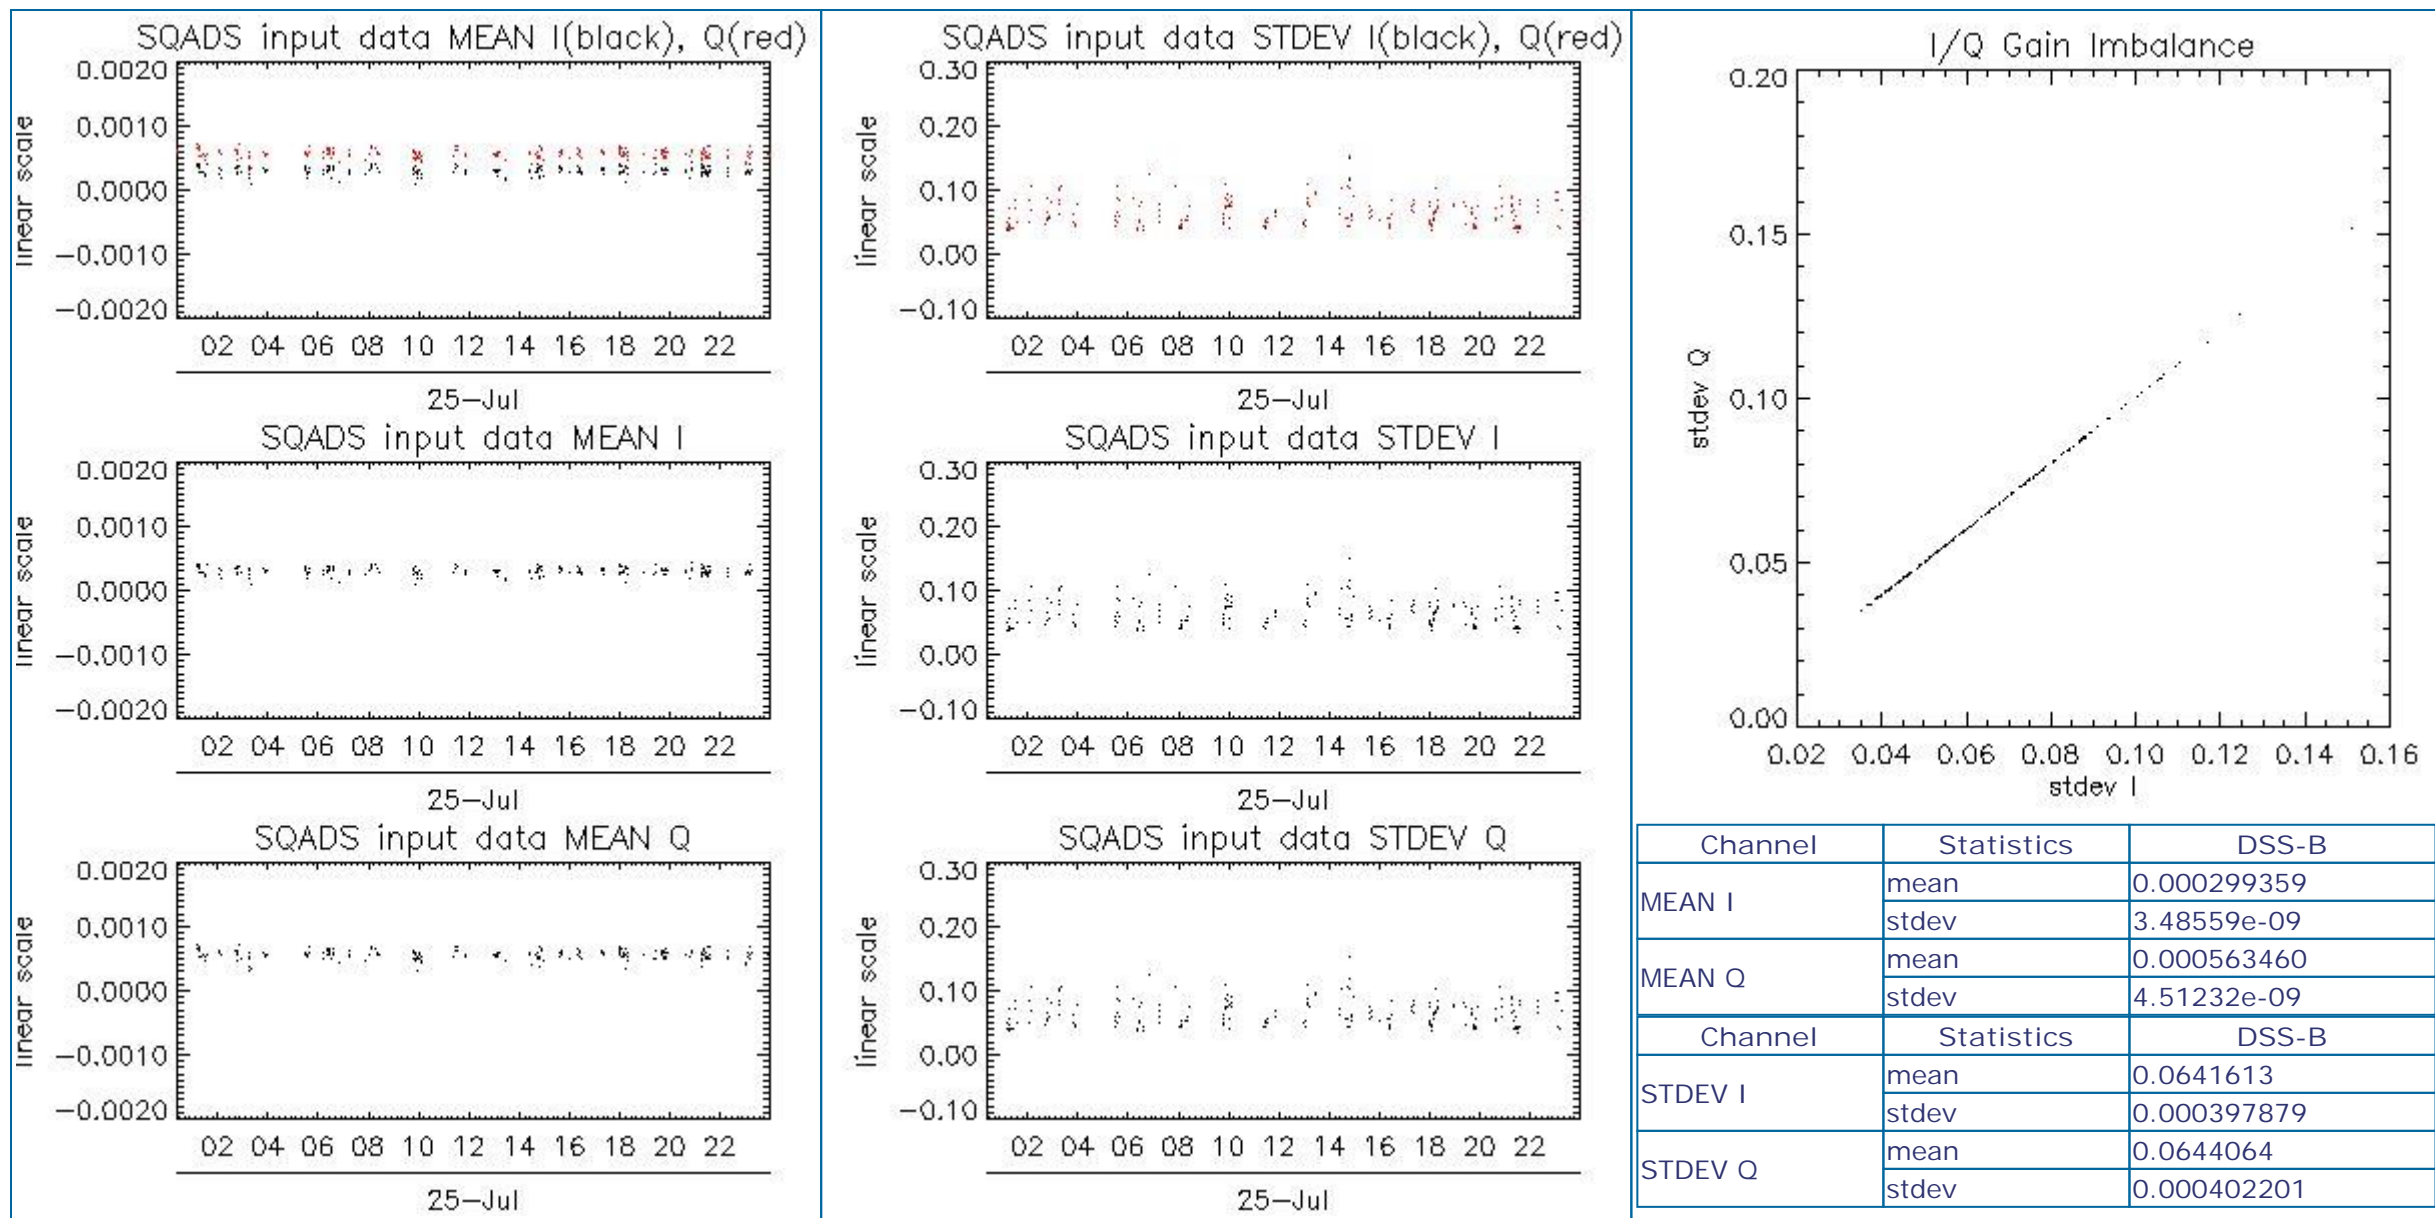 SQADS input data MEAN I(black), Q(red)
linear scale
0.0020
0.0010
0.0000
-0.0010
-0.0020
02 04 06 08 10 12 14 16 18 20 22
25-Jul
SQADS input data MEAN I
linear scale
0.0020
0.0010
0.0000
-0.0010
-0.0020
02 04 06 08 10 12 14 16 18 20 22
25-Jul
SQADS input data MEAN Q
linear scale
0.0020
0.0010
0.0000
-0.0010
-0.0020
02 04 06 08 10 12 14 16 18 20 22
25-Jul
SQADS input data STDEV I(black), Q(red)
linear scale
0.30
0.20
0.10
0.00
-0.10
02 04 06 08 10 12 14 16 18 20 22
25-Jul
SQADS input data STDEV I
linear scale
0.30
0.20
0.10
0.00
-0.10
02 04 06 08 10 12 14 16 18 20 22
25-Jul
SQADS input data STDEV Q
linear scale
0.30
0.20
0.10
0.00
-0.10
02 04 06 08 10 12 14 16 18 20 22
25-Jul
I/Q Gain Imbalance
stdev Q
0.20
0.15
0.10
0.05
0.00
0.02 0.04 0.06 0.08 0.10 0.12 0.14 0.16
stdev I
Channel Statistics DSS-B
MEAN I
mean 0.000299359
stdev 3.48559e-09
MEAN Q
mean 0.000563460
stdev 4.51232e-09
Channel Statistics DSS-B
STDEV I
mean 0.0641613
stdev 0.000397879
STDEV Q
mean 0.0644064
stdev 0.000402201